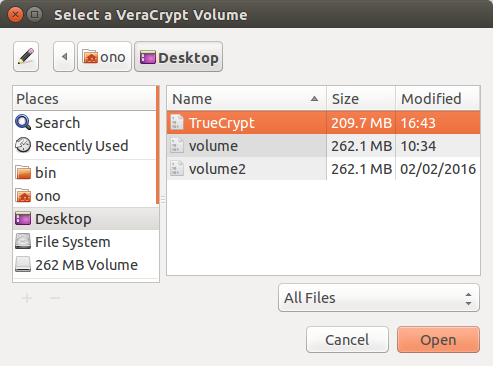 Select a VeraCrypt Volume
ono Desktop
Places
Search
Recently Used
bin
ono
Desktop
File System
262 MB Volume
Name Size Modified
TrueCrypt 209.7 MB 16:43
volume 262.1 MB 10:34
volume2 262.1 MB 02/02/2016
All Files
Cancel Open